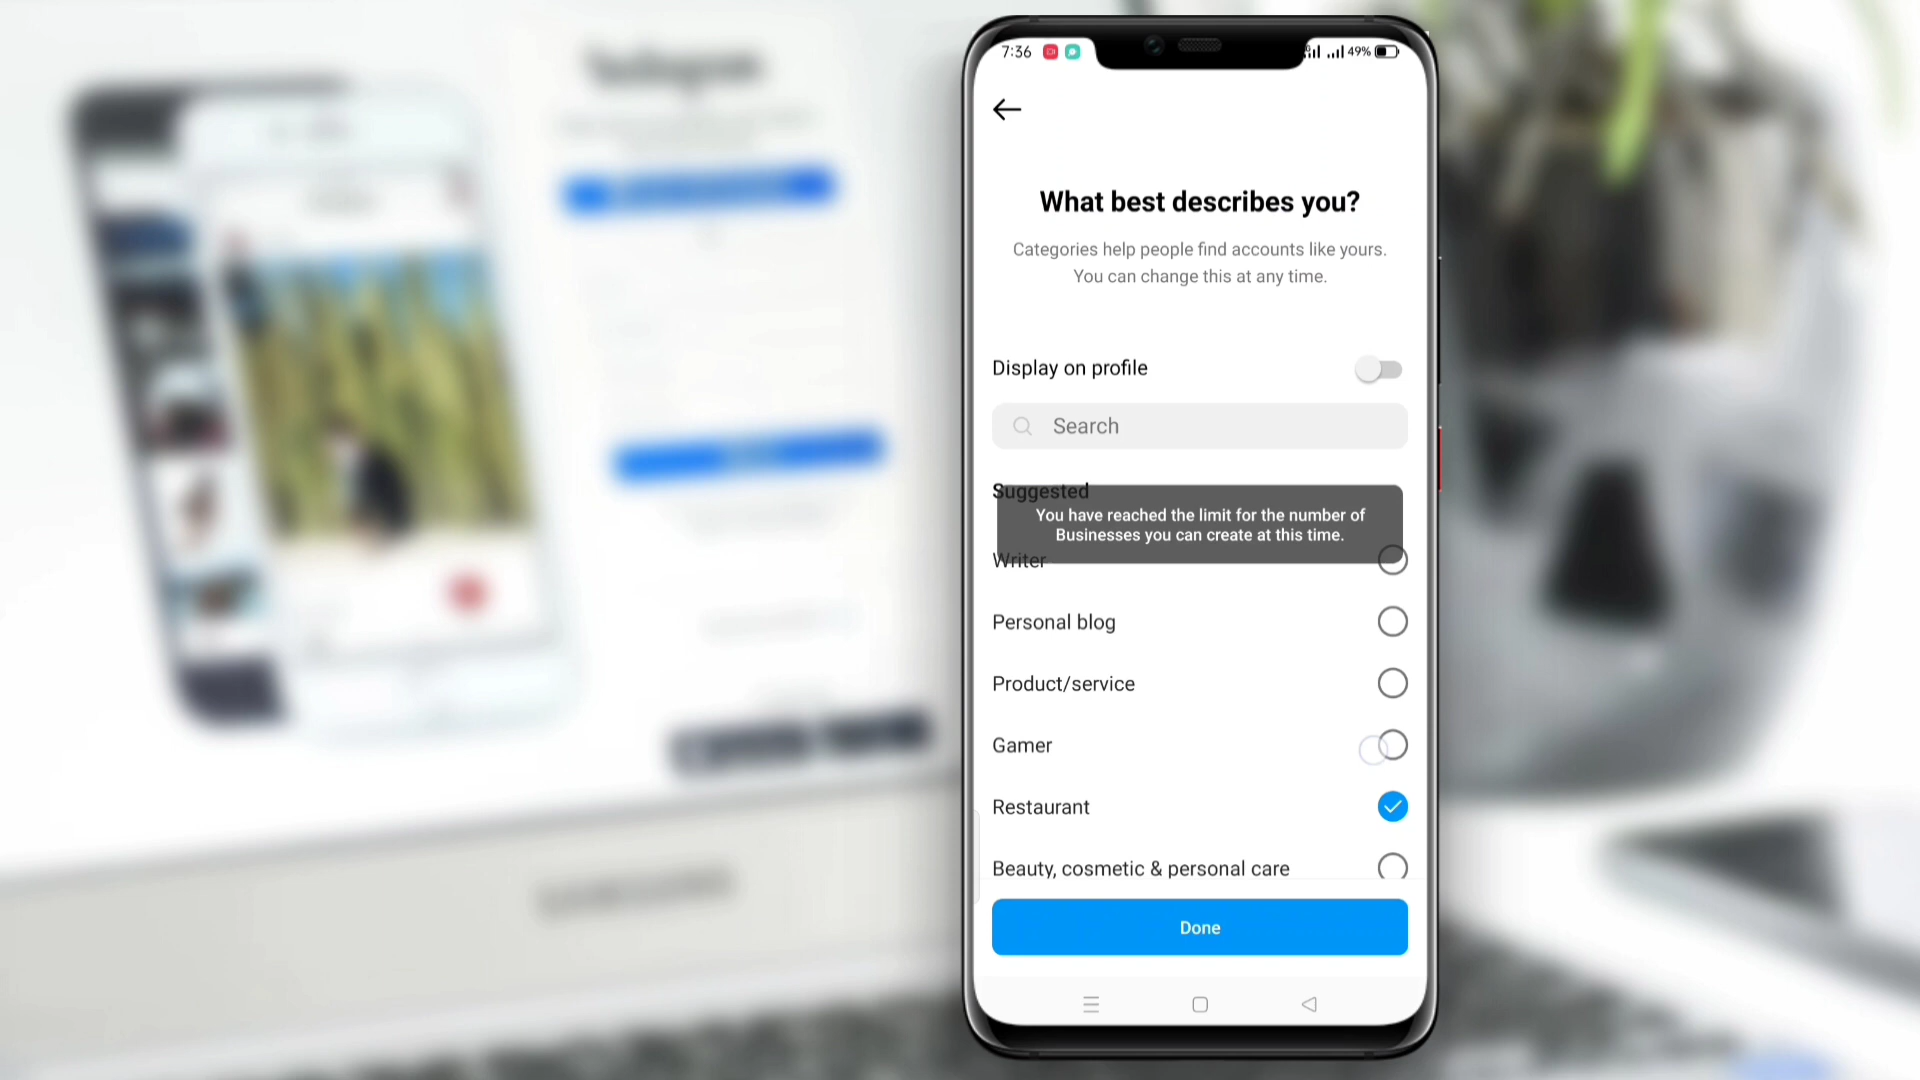 7:36
49%
What best describes you?
Categories help people find accounts like yours.
You can change this at any time.
Display on profile
Search
Suggested
You have reached the limit for the number of
Businesses you can create at this time.
Writer
Personal blog
Product/service
Gamer
Restaurant
Beauty, cosmetic & personal care
Done